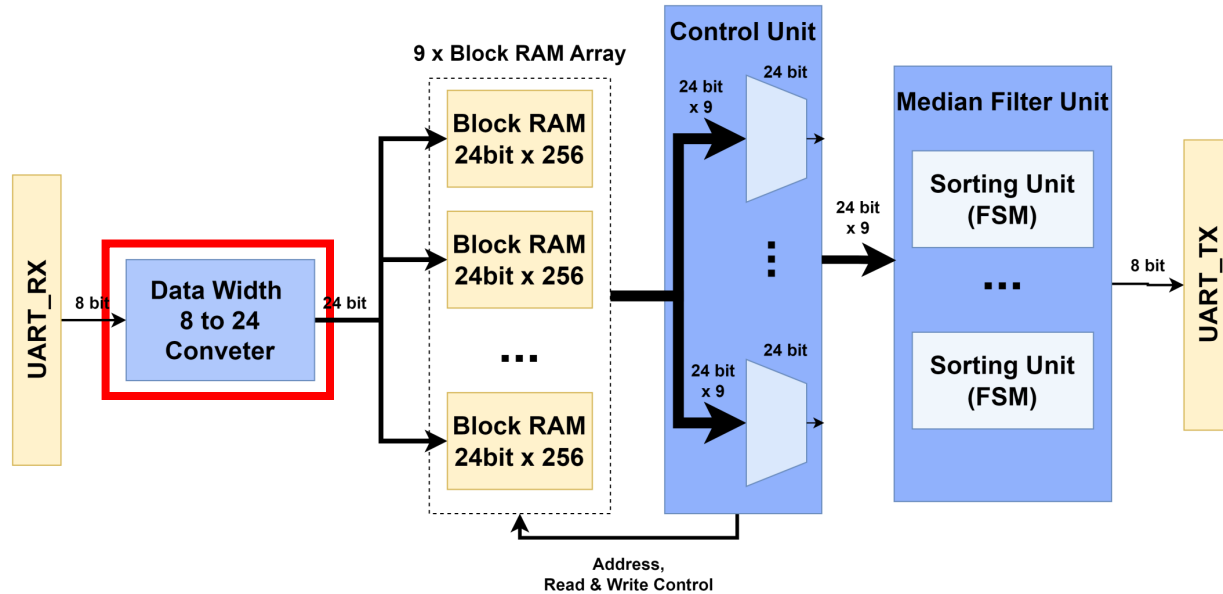 UART_RX
8 bit
Data Width
8 to 24
Conveter
24 bit
9 x Block RAM Array
Block RAM
24bit x 256
Block RAM
24bit x 256
...
Block RAM
24bit x 256
Control Unit
24 bit
x 9
24 bit
...
24 bit
x 9
24 bit
Address,
Read & Write Control
24 bit
x 9
Median Filter Unit
Sorting Unit
(FSM)
...
Sorting Unit
(FSM)
8 bit
UART_TX